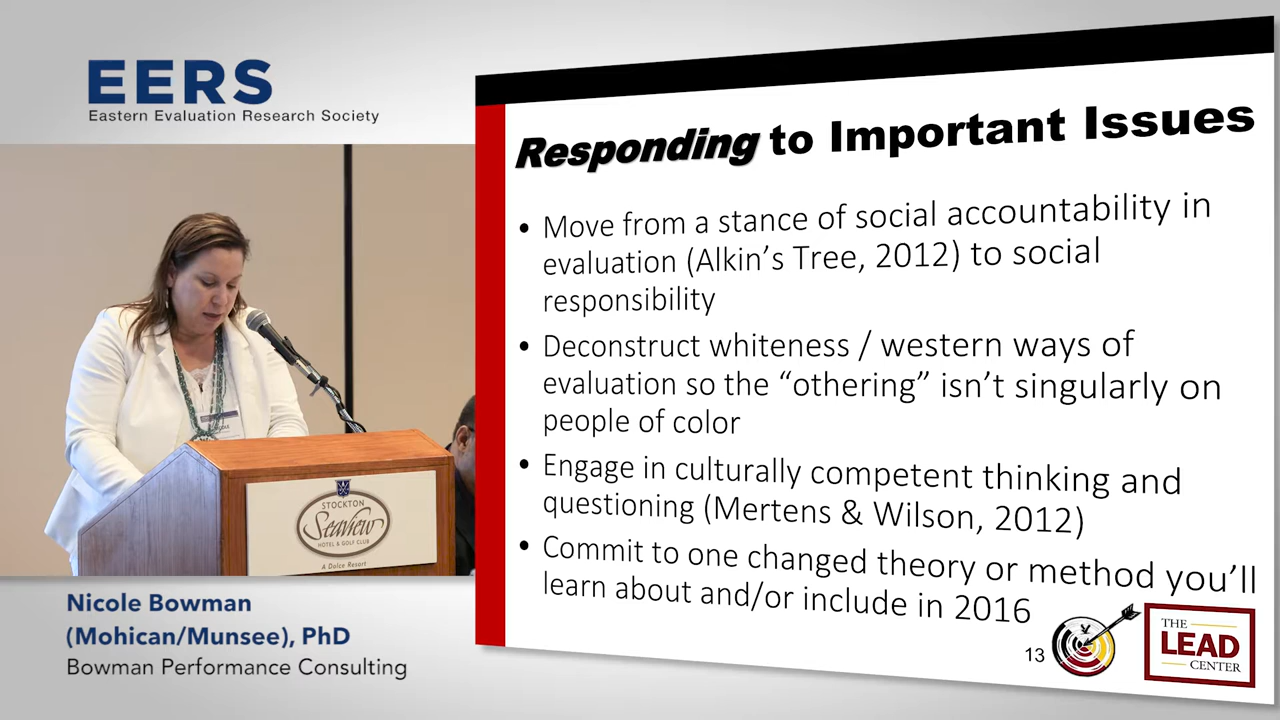 EERS
Eastern Evaluation Research Society
STOCKTON
Seaview
HOTEL & GOLF CLUB
A Dolce Resort
Nicole Bowman
(Mohican/Munsee), PhD
Bowman Performance Consulting
Responding to Important Issues
• Move from a stance of social accountability in
evaluation (Alkin’s Tree, 2012) to social
responsibility
• Deconstruct whiteness / western ways of
evaluation so the “othering” isn’t singularly on
people of color
• Engage in culturally competent thinking and
questioning (Mertens & Wilson, 2012)
• Commit to one changed theory or method you’ll
learn about and/or include in 2016
13
THE
LEAD
CENTER